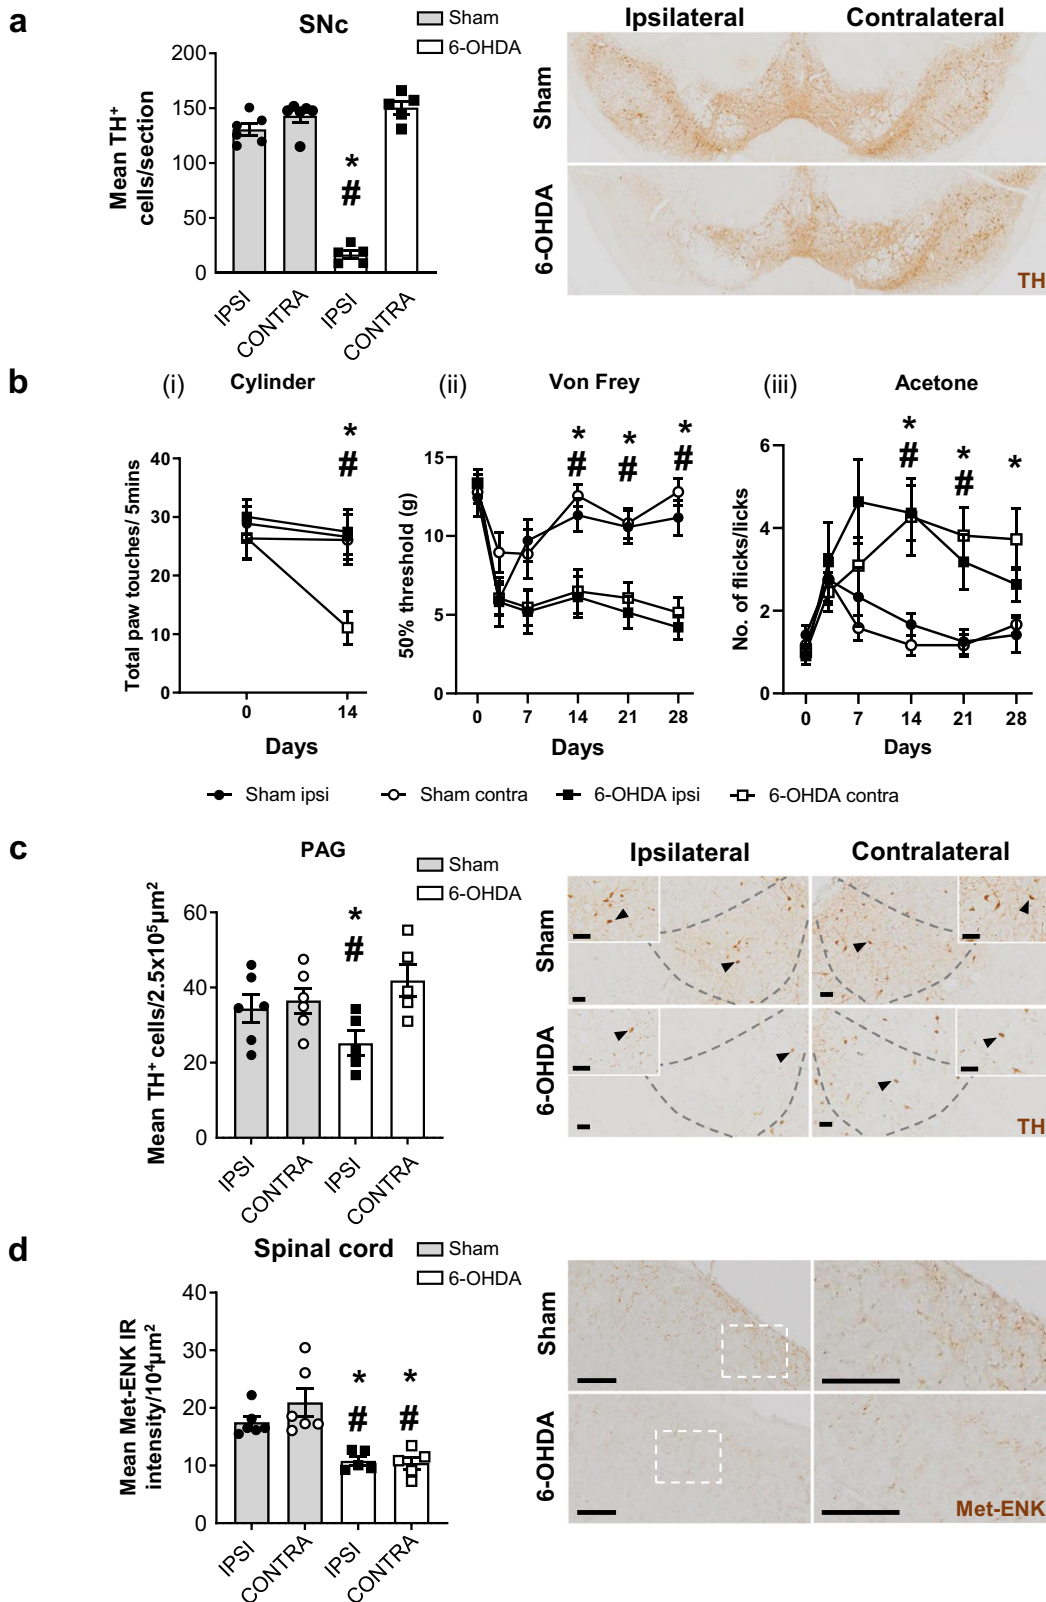 a
SNc
Sham
6-OHDA
Mean TH⁺
cells/section
200
150
100
50
0
*
#
IPSI
CONTRA
IPSI
CONTRA
Ipsilateral
Contralateral
Sham
6-OHDA
TH
b
(i)
Cylinder
Total paw touches/ 5mins
40
30
20
10
0
*
#
0
14
Days
(ii)
Von Frey
50% threshold (g)
15
10
5
0
*
#
*
#
*
#
0
7
14
21
28
Days
(iii)
Acetone
No. of flicks/licks
6
4
2
0
*
#
*
#
*
0
7
14
21
28
Days
Sham ipsi
Sham contra
6-OHDA ipsi
6-OHDA contra
c
PAG
Sham
6-OHDA
Mean TH⁺ cells/2.5x10⁵µm²
60
40
20
0
*
#
IPSI
CONTRA
IPSI
CONTRA
Ipsilateral
Contralateral
Sham
6-OHDA
TH
d
Spinal cord
Sham
6-OHDA
Mean Met-ENK IR
intensity/10⁴µm²
40
30
20
10
0
*
#
*
#
IPSI
CONTRA
IPSI
CONTRA
Sham
6-OHDA
Met-ENK